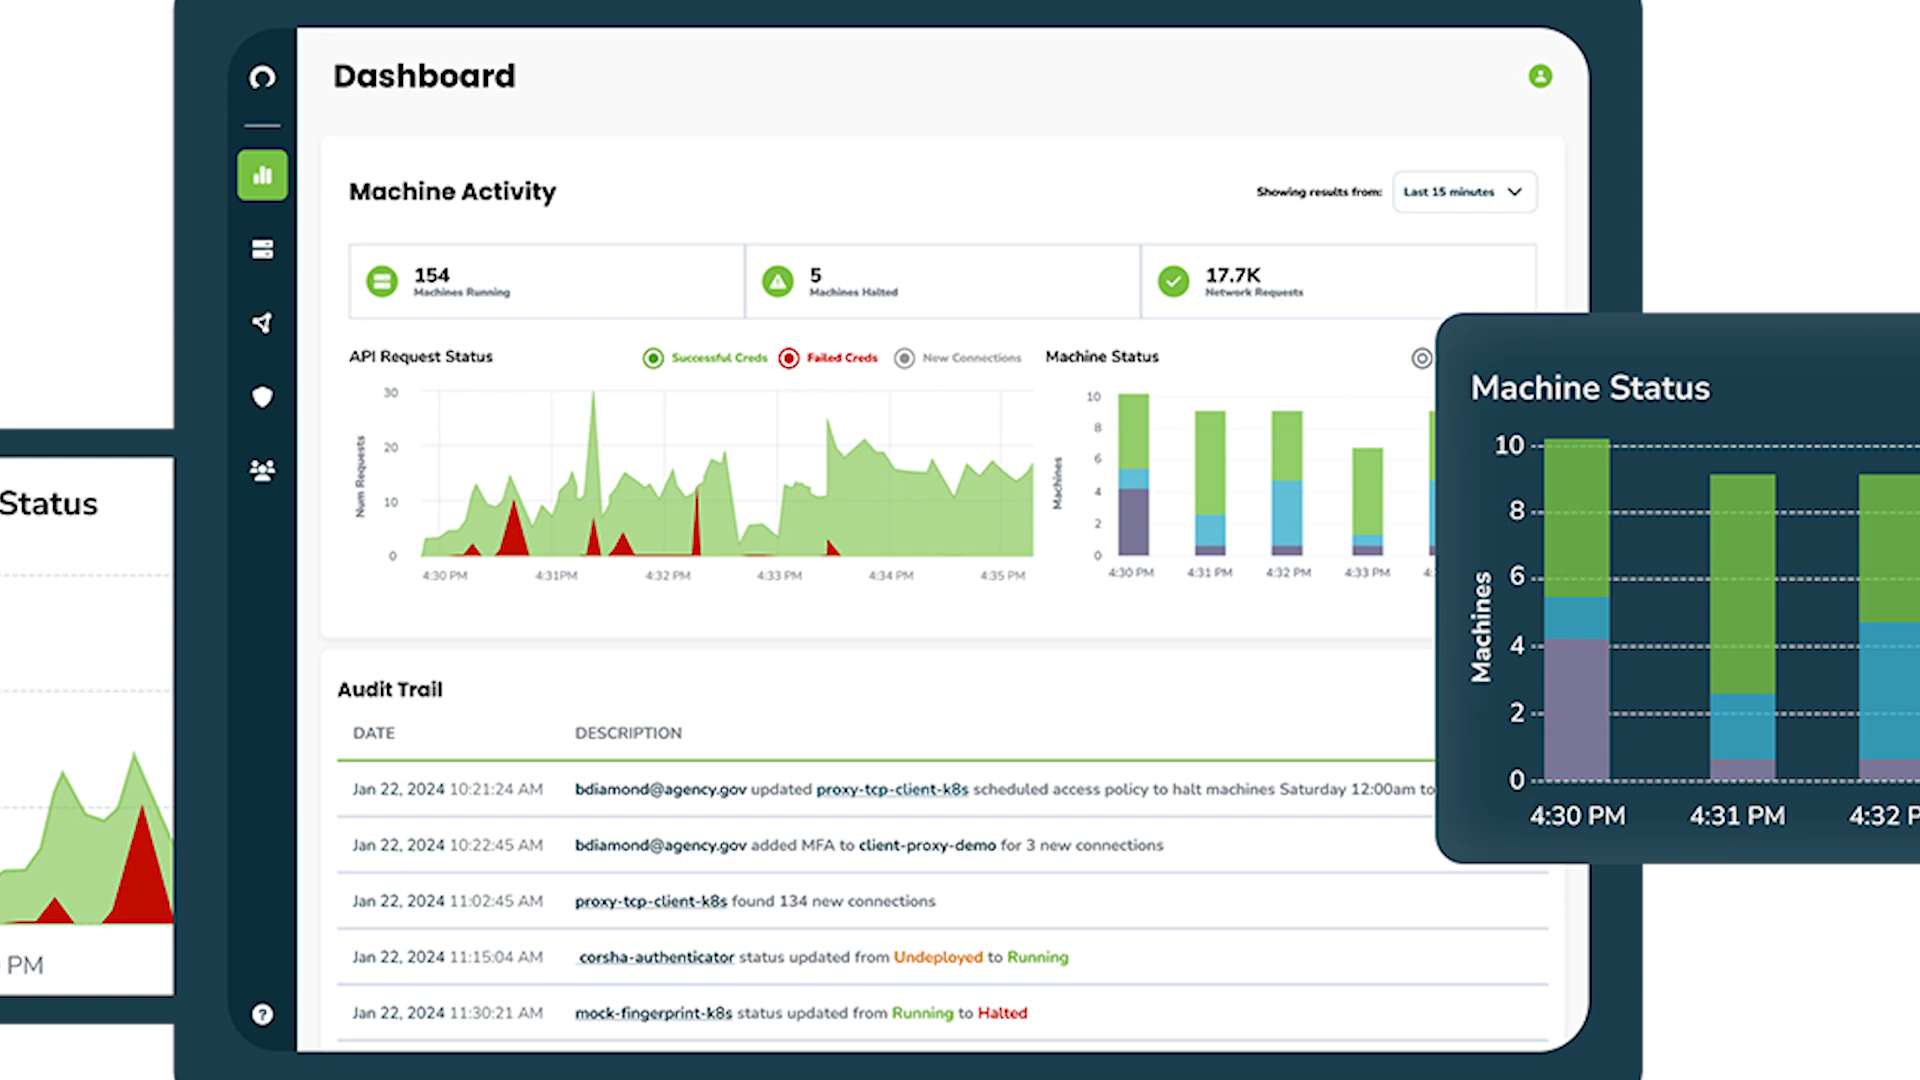 Dashboard
Machine Activity
Showing results from:
Last 15 minutes
154
Machines Running
5
Machines Halted
17.7K
Network Requests
API Request Status
Successful Creds
Failed Creds
New Connections
Num Requests
30
20
10
0
4:30 PM
4:31PM
4:32 PM
4:33 PM
4:34 PM
4:35 PM
Machine Status
Machines
10
8
6
4
2
0
4:30 PM
4:31 PM
4:32 PM
4:33 PM
4:
Machine Status
Machines
10
8
6
4
2
0
4:30 PM
4:31 PM
4:32 P
Status
PM
Audit Trail
DATE DESCRIPTION
Jan 22, 2024 10:21:24 AM bdiamond@agency.gov updated proxy-tcp-client-k8s scheduled access policy to halt machines Saturday 12:00am to
Jan 22, 2024 10:22:45 AM bdiamond@agency.gov added MFA to client-proxy-demo for 3 new connections
Jan 22, 2024 11:02:45 AM proxy-tcp-client-k8s found 134 new connections
Jan 22, 2024 11:15:04 AM corsha-authenticator status updated from Undeployed to Running
Jan 22, 2024 11:30:21 AM mock-fingerprint-k8s status updated from Running to Halted
?